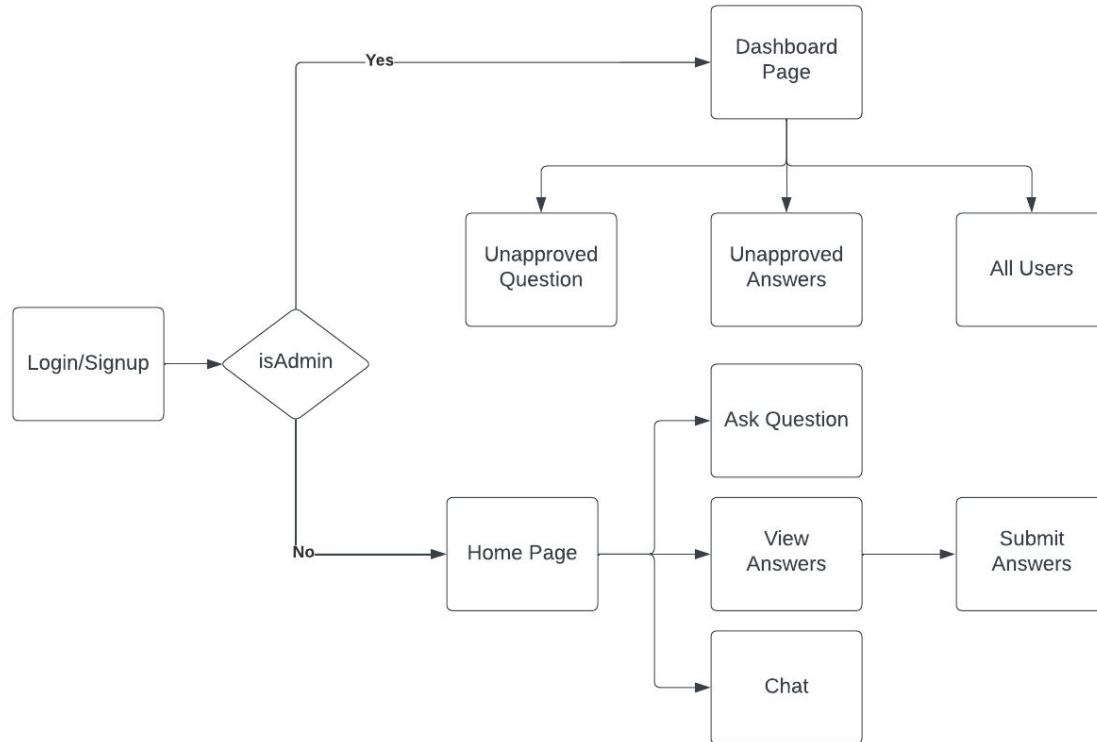 Yes
Dashboard
Page
Unapproved
Question
Unapproved
Answers
All Users
Login/Signup
isAdmin
Ask Question
No
Home Page
View
Answers
Submit
Answers
Chat